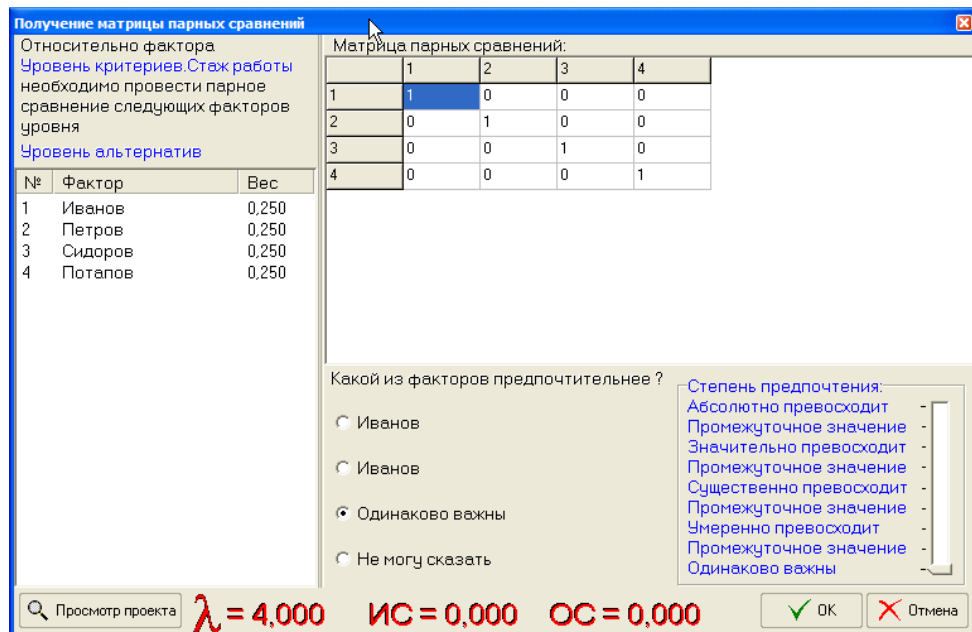 Получение матрицы парных сравнений
Относительно фактора
Уровень критериев.Стаж работы
необходимо провести парное
сравнение следующих факторов
уровня
Уровень альтернатив
№ Фактор Вес
1 Иванов 0,250
2 Петров 0,250
3 Сидоров 0,250
4 Потапов 0,250
Матрица парных сравнений:
1 2 3 4
1 1 0 0 0
2 0 1 0 0
3 0 0 1 0
4 0 0 0 1
Какой из факторов предпочтительнее ?
Иванов
Иванов
Одинаково важны
Не могу сказать
Степень предпочтения:
Абсолютно превосходит -
Промежуточное значение -
Значительно превосходит -
Промежуточное значение -
Существенно превосходит -
Промежуточное значение -
Умеренно превосходит -
Промежуточное значение -
Одинаково важны -
Просмотр проекта
λ = 4,000 ИС = 0,000 ОС = 0,000
OK
Отмена